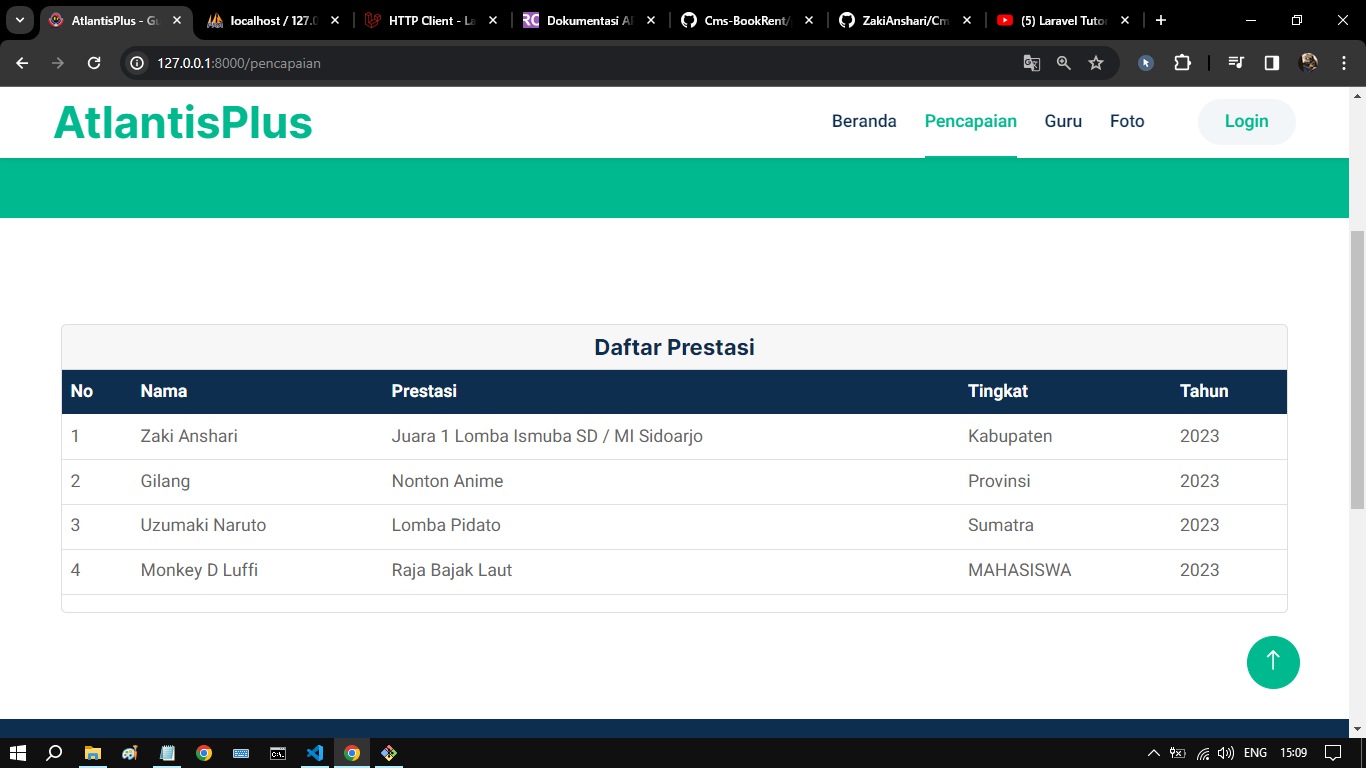 AtlantisPlus - Gu
localhost / 127.0
HTTP Client - La
RC Dokumentasi AP
Cms-BookRent/
ZakiAnshari/Cm
(5) Laravel Tutor
127.0.0.1:8000/pencapaian
AtlantisPlus
Beranda Pencapaian Guru Foto Login
Daftar Prestasi
No Nama Prestasi Tingkat Tahun
1 Zaki Anshari Juara 1 Lomba Ismuba SD / MI Sidoarjo Kabupaten 2023
2 Gilang Nonton Anime Provinsi 2023
3 Uzumaki Naruto Lomba Pidato Sumatra 2023
4 Monkey D Luffi Raja Bajak Laut MAHASISWA 2023
ENG 15:09